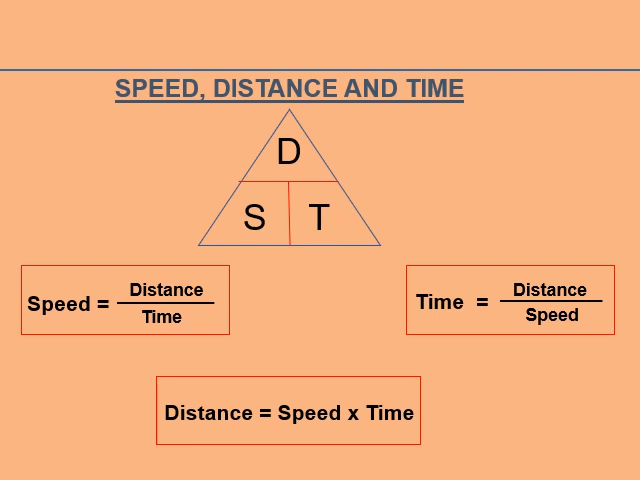 SPEED, DISTANCE AND TIME
D
S T
Speed = Distance
Time
Time = Distance
Speed
Distance = Speed x Time